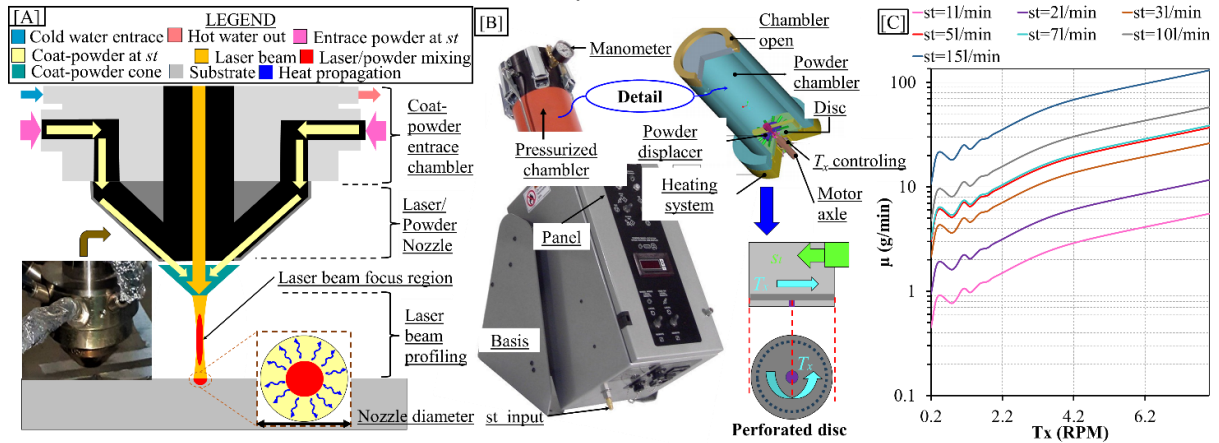 [A]
LEGEND
Cold water entrace
Hot water out
Entrace powder at st
Coat-powder at st
Laser beam
Laser/powder mixing
Coat-powder cone
Substrate
Heat propagation
Coat-
powder
entrace
chambler
Laser/
Powder
Nozzle
Laser beam focus region
Laser
beam
profiling
Nozzle diameter
[B]
Manometer
Chambler
open
Powder
chambler
Detail
Disc
Pressurized
chambler
Powder
displacer
Tx controling
Heating
system
Motor
axle
Panel
Basis
st input
st
Tx
Tx
Perforated disc
[C]
st=1l/min
st=2l/min
st=3l/min
st=5l/min
st=7l/min
st=10l/min
st=15l/min
μ (g/min)
100
10
1
0.1
0.2
2.2
4.2
6.2
Tx (RPM)